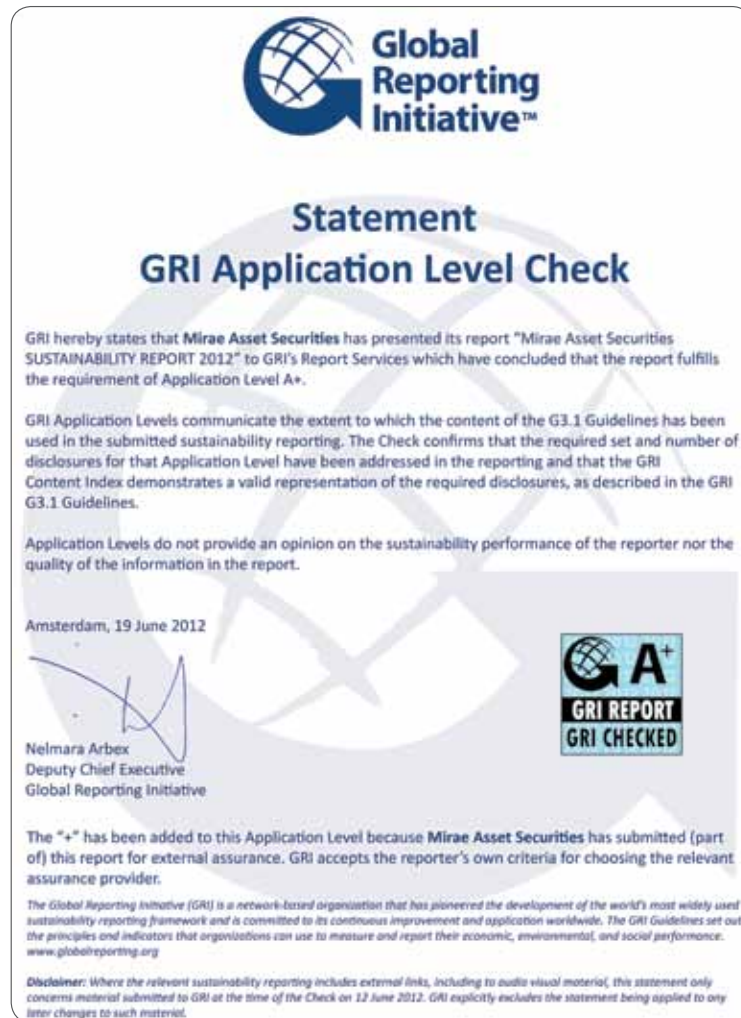 Global
Reporting
Initiative™
Statement
GRI Application Level Check
GRI hereby states that Mirae Asset Securities has presented its report "Mirae Asset Securities
SUSTAINABILITY REPORT 2012" to GRI's Report Services which have concluded that the report fulfills
the requirement of Application Level A+.
GRI Application Levels communicate the extent to which the content of the G3.1 Guidelines has been
used in the submitted sustainability reporting. The Check confirms that the required set and number of
disclosures for that Application Level have been addressed in the reporting and that the GRI
Content Index demonstrates a valid representation of the required disclosures, as described in the GRI
G3.1 Guidelines.
Application Levels do not provide an opinion on the sustainability performance of the reporter nor the
quality of the information in the report.
Amsterdam, 19 June 2012
A+
GRI REPORT
GRI CHECKED
Nelmara Arbex
Deputy Chief Executive
Global Reporting Initiative
The "+" has been added to this Application Level because Mirae Asset Securities has submitted (part
of) this report for external assurance. GRI accepts the reporter's own criteria for choosing the relevant
assurance provider.
The Global Reporting Initiative (GRI) is a network-based organization that has pioneered the development of the world's most widely used
sustainability reporting framework and is committed to its continuous improvement and application worldwide. The GRI Guidelines set out
the principles and indicators that organizations can use to measure and report their economic, environmental, and social performance.
www.globalreporting.org
Disclaimer: Where the relevant sustainability reporting includes external links, including to audio visual material, this statement only
concerns material submitted to GRI at the time of the Check on 12 June 2012. GRI explicitly excludes the statement being applied to any
later changes to such material.